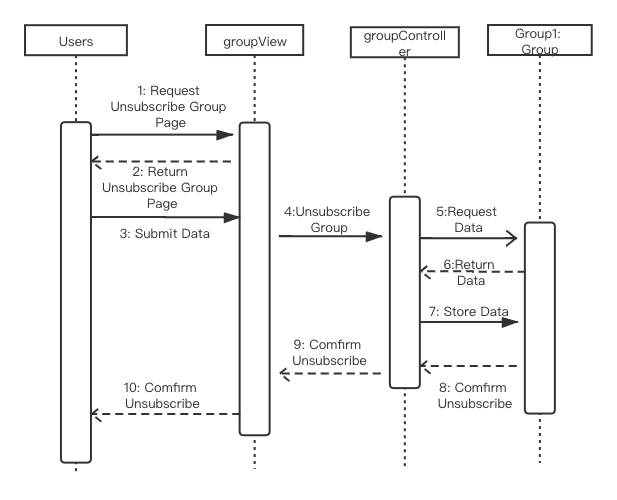 Users
groupView
groupControll
er
Group1:
Group
1: Request
Unsubscribe Group
Page
2: Return
Unsubscribe Group
Page
3: Submit Data
4:Unsubscribe
Group
5:Request
Data
6:Return
Data
7: Store Data
8: Comfirm
Unsubscribe
9: Comfirm
Unsubscribe
10: Comfirm
Unsubscribe